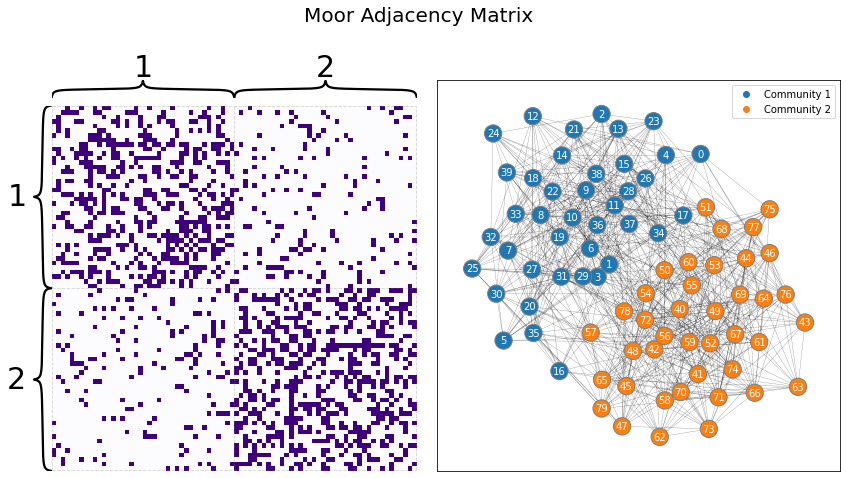 Moor Adjacency Matrix
1 2
1
2
Community 1
Community 2
2
12 23
21 13
24
14 4 0
15
39 18 38 26
22 9 28
11 51 75
33 8 10 17
36 37 68 77
32 19 34
7 6 46
44
25 27 1 60 53
31 29 3 50
30 55
54 69 64 76
20 40 49
78
72 43
35 57 67
5 56
59 52 61
48 42
16 74
65 41
45 63
70 66
58 71
79
47
62 73